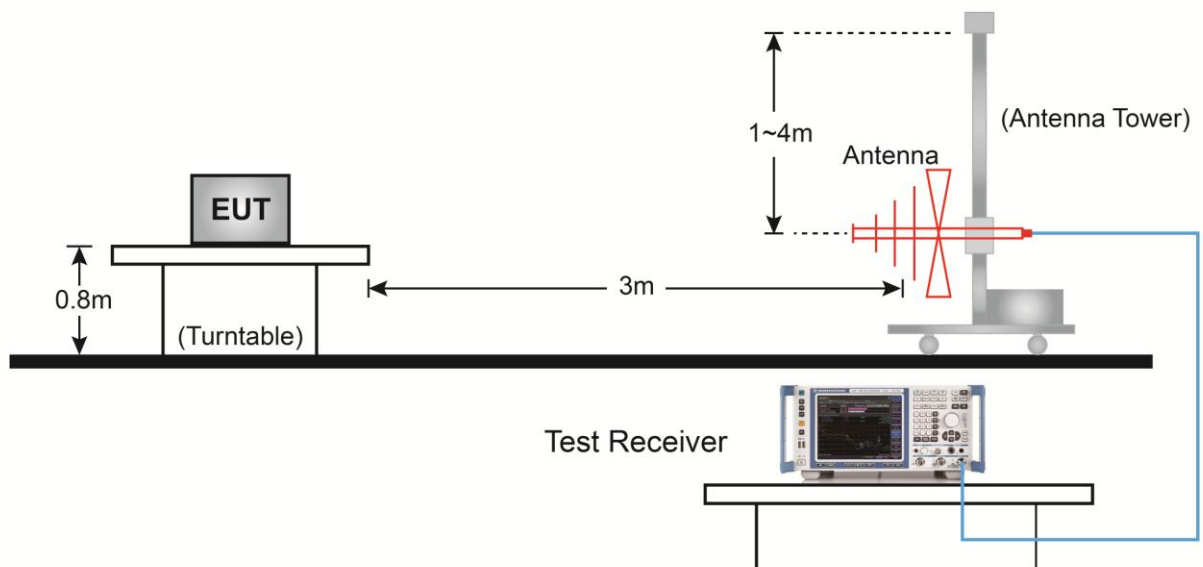 1~4m
(Antenna Tower)
Antenna
EUT
0.8m
3m
(Turntable)
Test Receiver